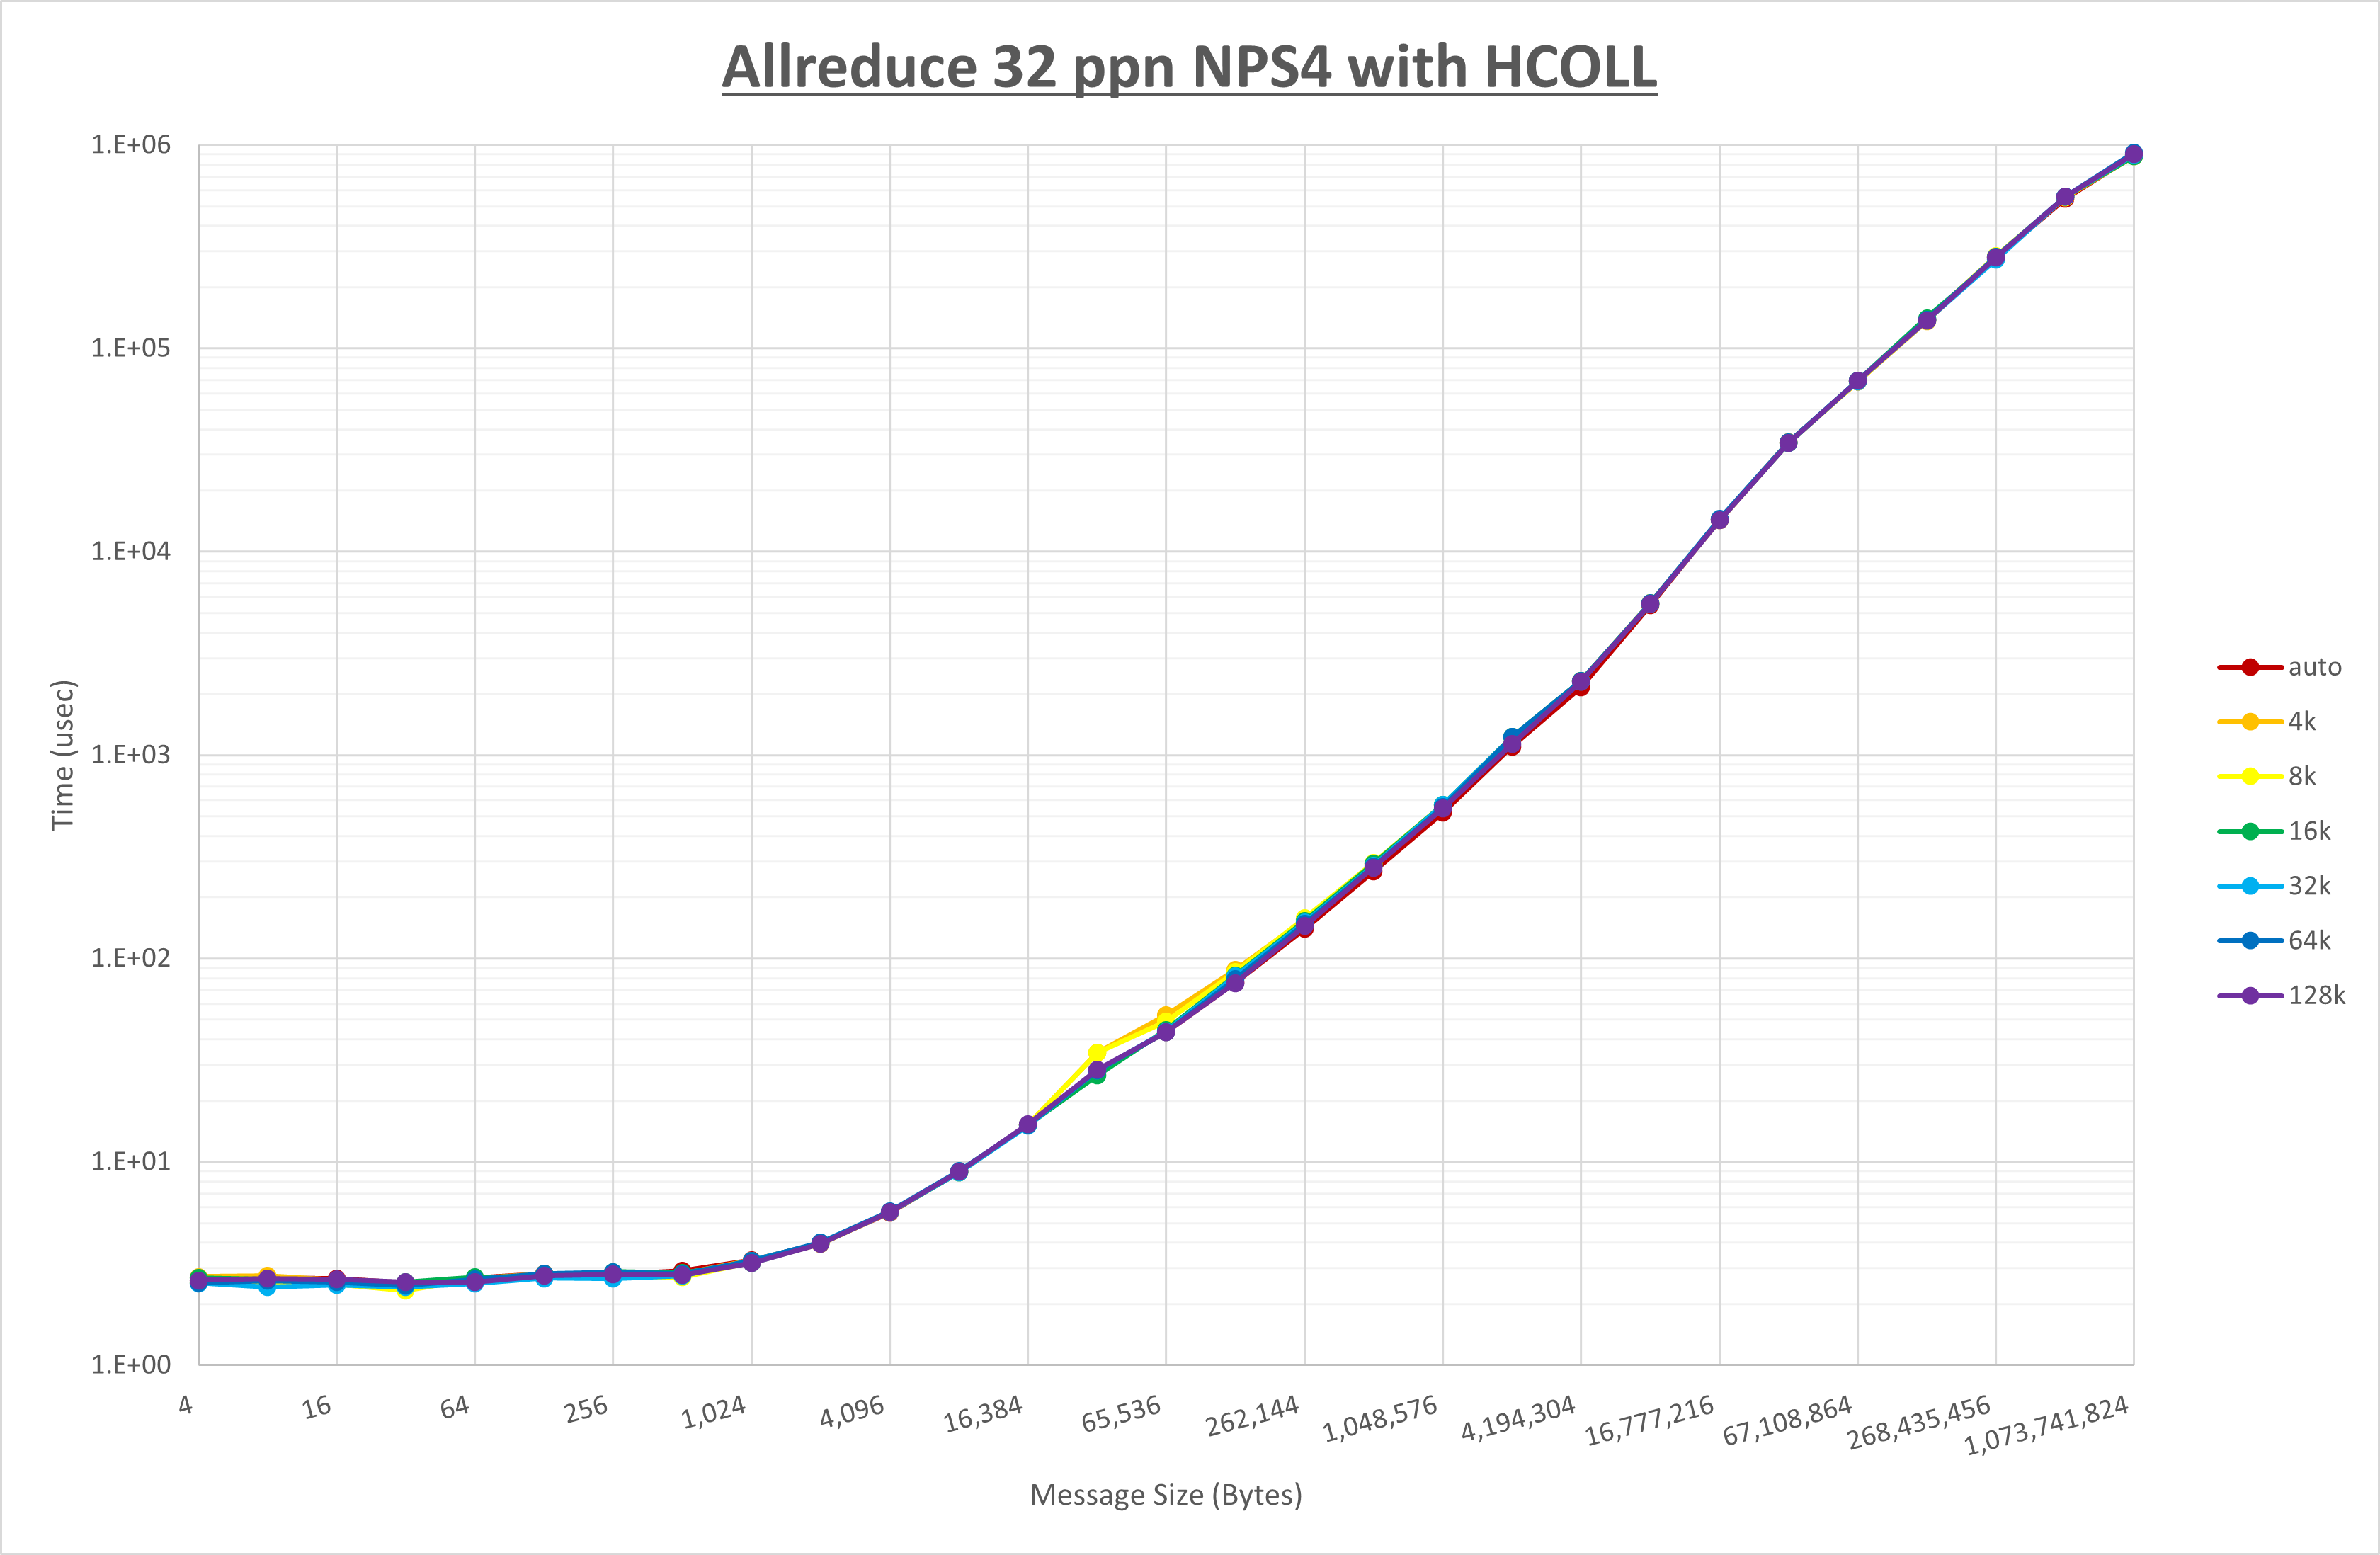 Allreduce 32 ppn NPS4 with HCOLL
1.E+06
1.E+05
1.E+04
1.E+03
1.E+02
1.E+01
1.E+00
Time (usec)
4
16
64
256
1,024
4,096
16,384
65,536
262,144
1,048,576
4,194,304
16,777,216
67,108,864
268,435,456
1,073,741,824
Message Size (Bytes)
auto
4k
8k
16k
32k
64k
128k